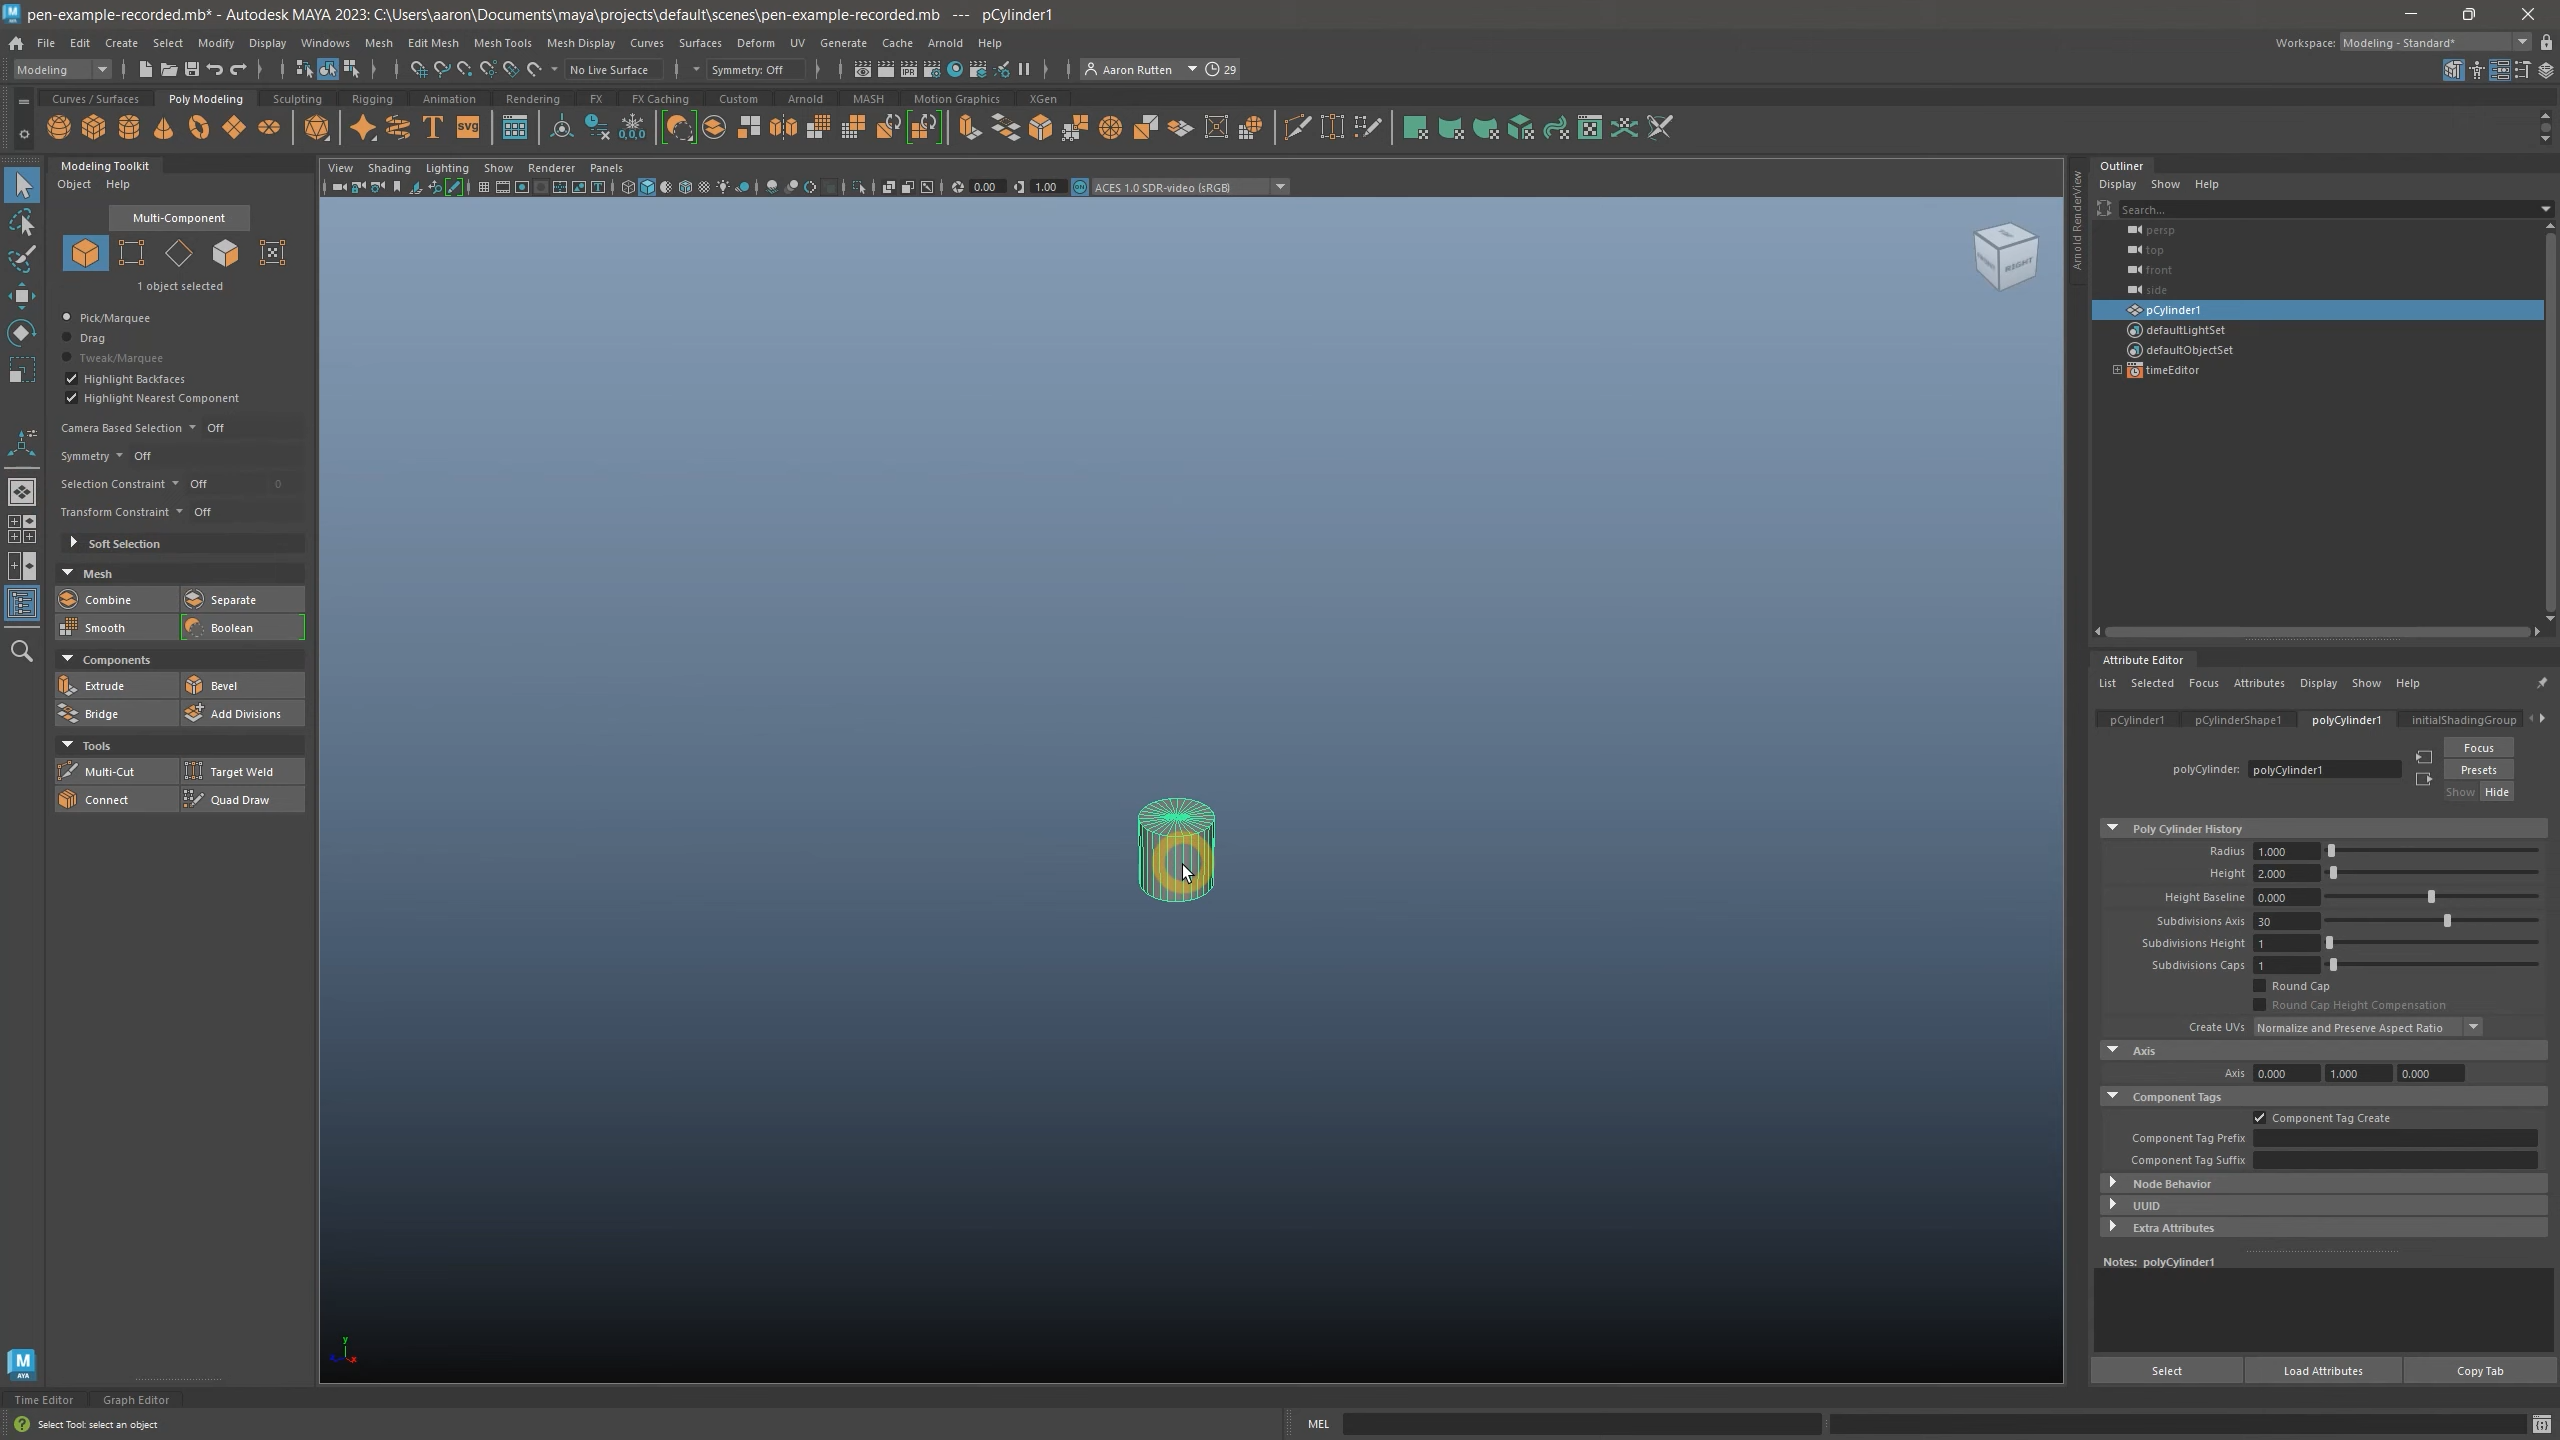 pen-example-recorded.mb* - Autodesk MAYA 2023: C:\Users\aaron\Documents\maya\projects\default\scenes\pen-example-recorded.mb --- pCylinder1
File Edit Create Select Modify Display Windows Mesh Edit Mesh Mesh Tools Mesh Display Curves Surfaces Deform UV Generate Cache Arnold Help
Workspace: Modeling - Standard*
Modeling No Live Surface Symmetry: Off IPR Aaron Rutten 29
Curves / Surfaces Poly Modeling Sculpting Rigging Animation Rendering FX FX Caching Custom Arnold MASH Motion Graphics XGen
T SVG 0,0,0
Modeling Toolkit
Object Help
Multi-Component
1 object selected
Pick/Marquee
Drag
Tweak/Marquee
Highlight Backfaces
Highlight Nearest Component
Camera Based Selection Off
Symmetry Off
Selection Constraint Off 0
Transform Constraint Off
Soft Selection
Mesh
Combine Separate
Smooth Boolean
Components
Extrude Bevel
Bridge Add Divisions
Tools
Multi-Cut Target Weld
Connect Quad Draw
View Shading Lighting Show Renderer Panels
0.00 1.00 ON ACES 1.0 SDR-video (sRGB)
RIGHT
y
x
Arnold RenderView
Outliner
Display Show Help
Search...
persp
top
front
side
pCylinder1
defaultLightSet
defaultObjectSet
timeEditor
Attribute Editor
List Selected Focus Attributes Display Show Help
pCylinder1 pCylinderShape1 polyCylinder1 initialShadingGroup
polyCylinder: polyCylinder1
Focus
Presets
Show Hide
Poly Cylinder History
Radius 1.000
Height 2.000
Height Baseline 0.000
Subdivisions Axis 30
Subdivisions Height 1
Subdivisions Caps 1
Round Cap
Round Cap Height Compensation
Create UVs Normalize and Preserve Aspect Ratio
Axis
Axis 0.000 1.000 0.000
Component Tags
Component Tag Create
Component Tag Prefix
Component Tag Suffix
Node Behavior
UUID
Extra Attributes
Notes: polyCylinder1
Select Load Attributes Copy Tab
M
AYA
Time Editor Graph Editor
Select Tool: select an object
MEL